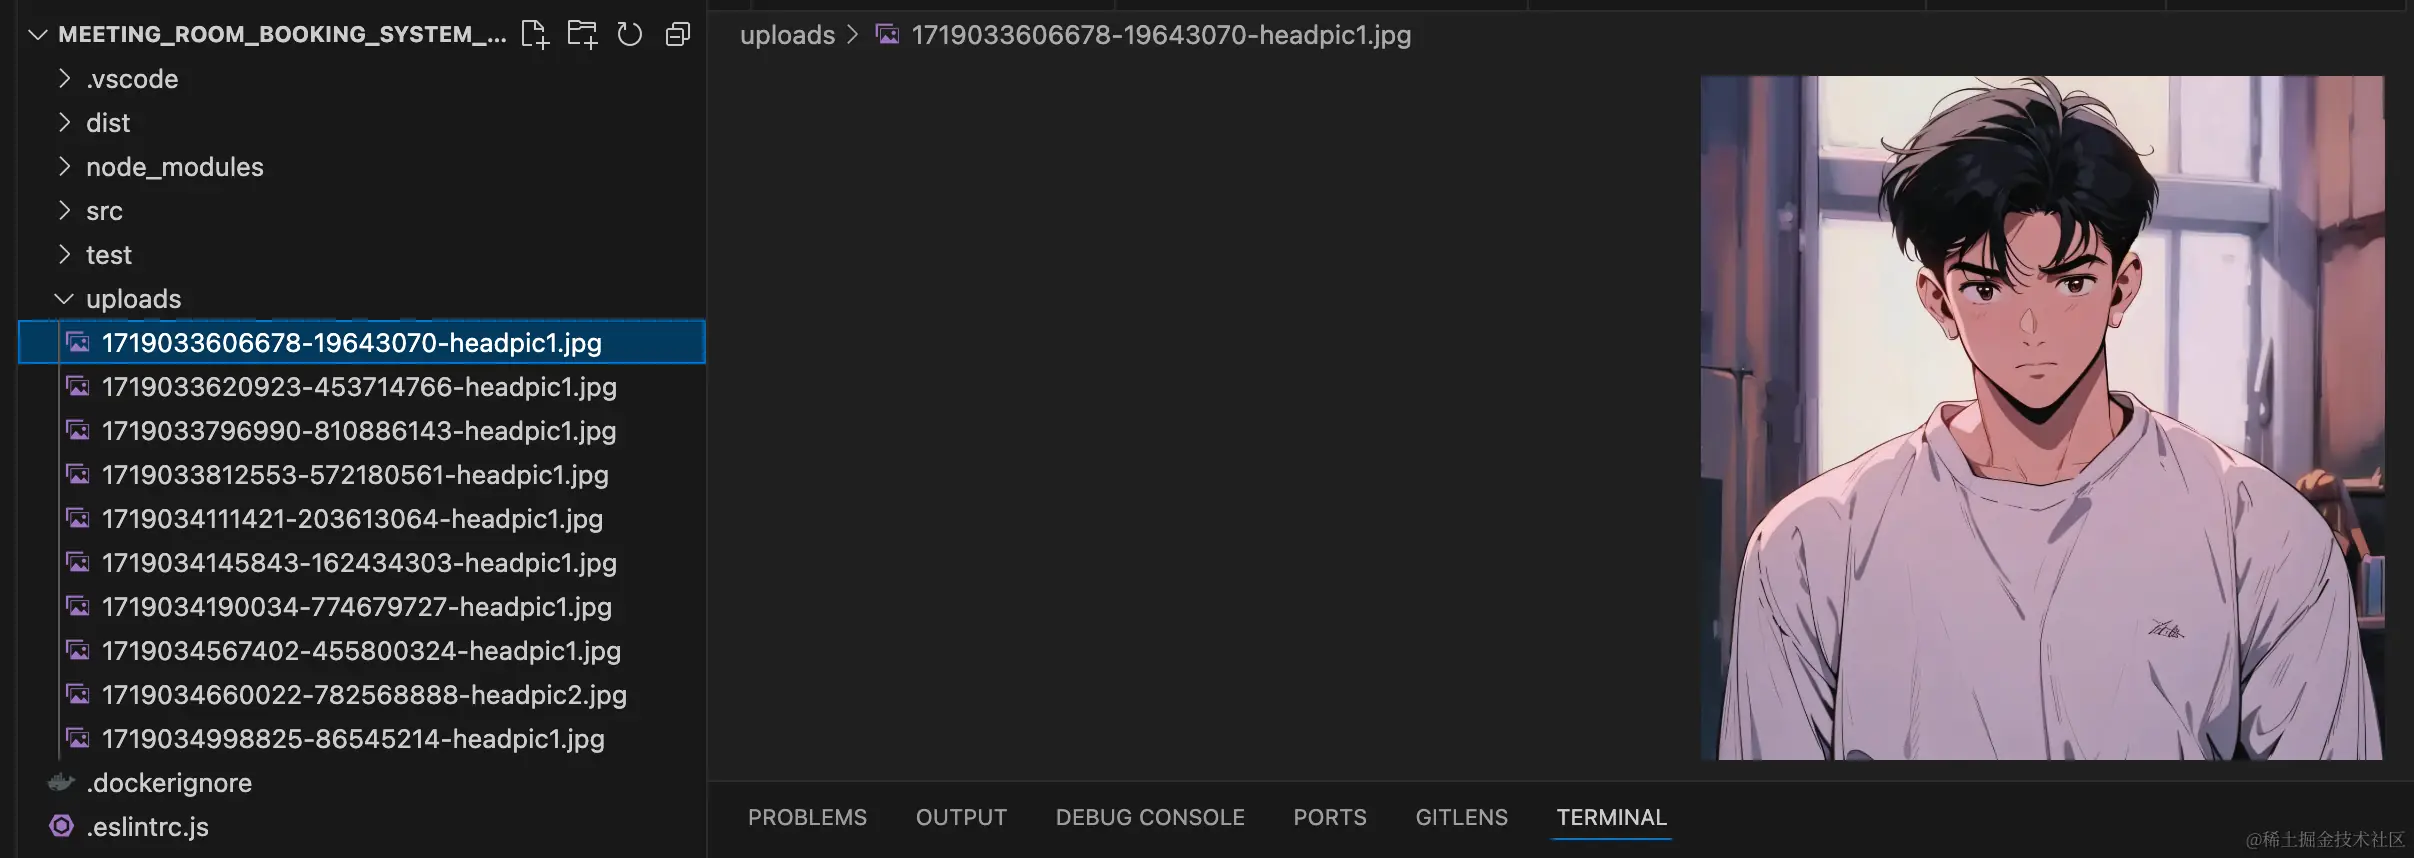 MEETING_ROOM_BOOKING_SYSTEM_...
.vscode
dist
node_modules
src
test
uploads
1719033606678-19643070-headpic1.jpg
1719033620923-453714766-headpic1.jpg
1719033796990-810886143-headpic1.jpg
1719033812553-572180561-headpic1.jpg
1719034111421-203613064-headpic1.jpg
1719034145843-162434303-headpic1.jpg
1719034190034-774679727-headpic1.jpg
1719034567402-455800324-headpic1.jpg
1719034660022-782568888-headpic2.jpg
1719034998825-86545214-headpic1.jpg
.dockerignore
.eslintrc.js
uploads > 1719033606678-19643070-headpic1.jpg
PROBLEMS OUTPUT DEBUG CONSOLE PORTS GITLENS TERMINAL
@稀土掘金技术社区